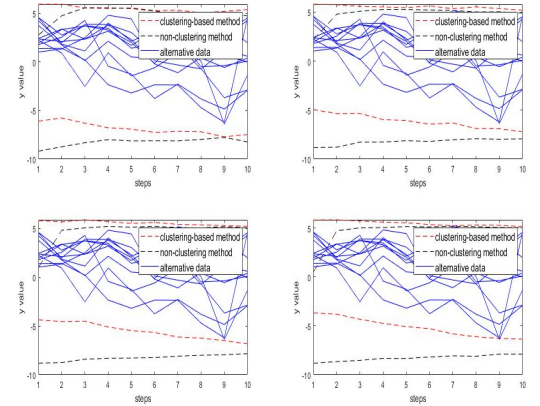 5
0
-5
-10
y value
1 2 3 4 5 6 7 8 9 10
steps
clustering-based method
non-clustering method
alternative data
5
0
-5
-10
y value
1 2 3 4 5 6 7 8 9 10
steps
clustering-based method
non-clustering method
alternative data
5
0
-5
-10
y value
1 2 3 4 5 6 7 8 9 10
steps
clustering-based method
non-clustering method
alternative data
5
0
-5
-10
y value
1 2 3 4 5 6 7 8 9 10
steps
clustering-based method
non-clustering method
alternative data